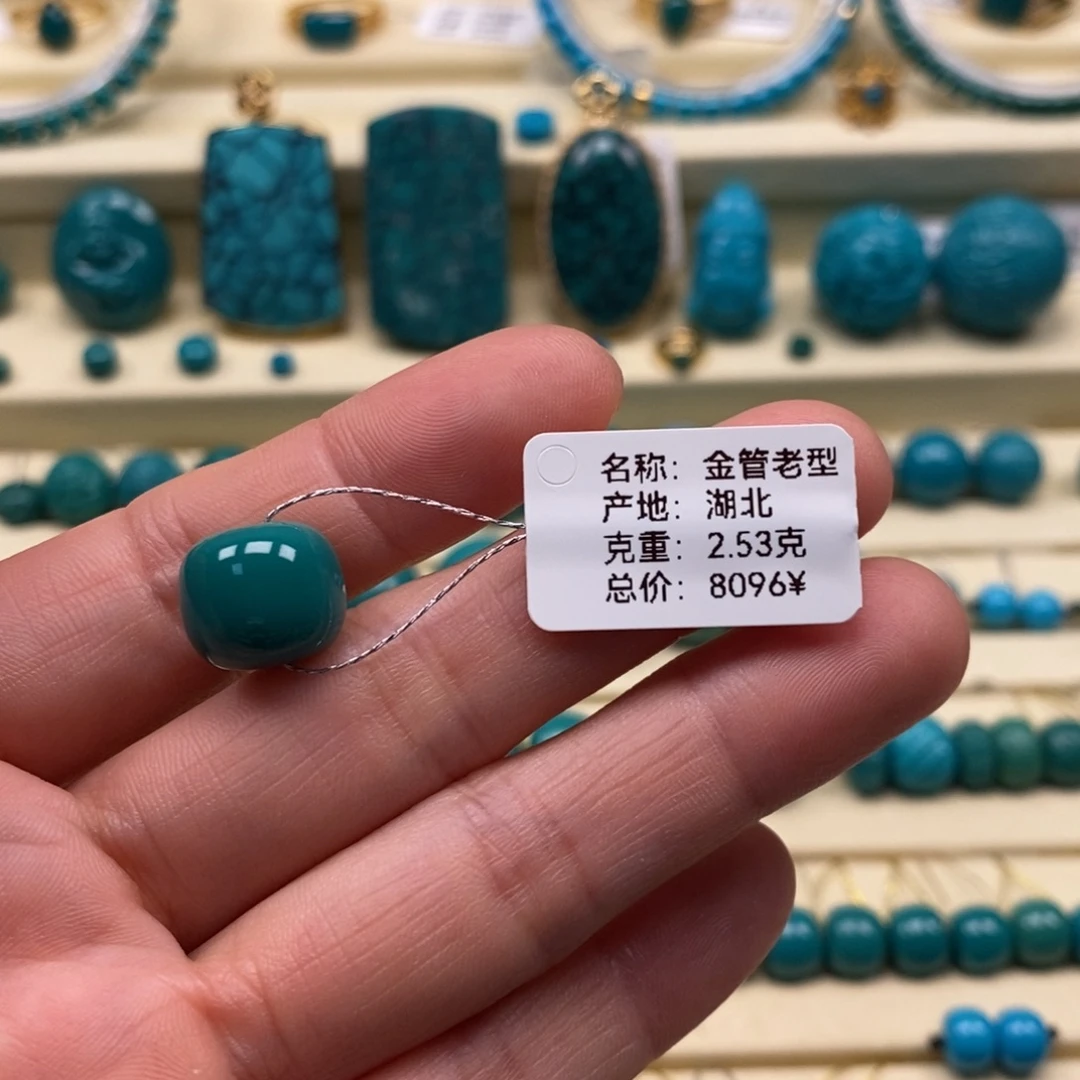 名称: 金管老型
产地: 湖北
克重: 2.53克
总价: 8096¥